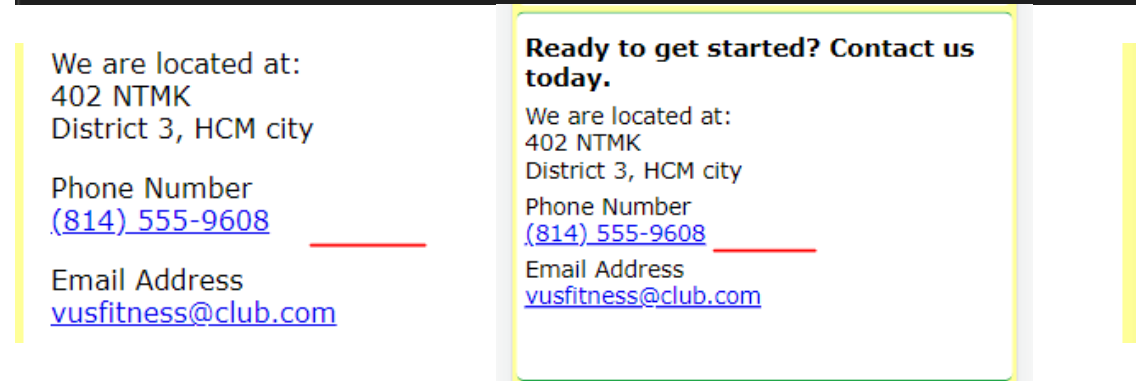 We are located at:
402 NTMK
District 3, HCM city
Phone Number
(814) 555-9608
Email Address
vusfitness@club.com
Ready to get started? Contact us
today.
We are located at:
402 NTMK
District 3, HCM city
Phone Number
(814) 555-9608
Email Address
vusfitness@club.com